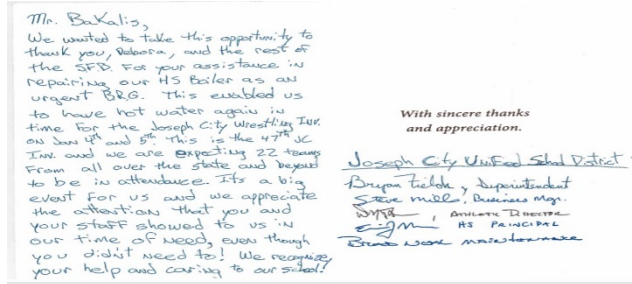 Mr. Bakalis,
We wanted to take this opportunity to
thank you, Debora, and the rest of
the SFB. For your assistance in
repairing our HS Boiler as an
urgent BRG. This enabled us
to have hot water again in
time for the Joseph City Wrestling Inv.
on Jan 4th and 5th. This is the 47th JC
Inv. and we are expecting 22 teams
From all over the state and beyond
to be in attendance. Its a big
event for us and we appreciate
the attention that you and
your staff showed to us in
our time of need, even though
you didn't need to! We recognize
your help and caring to our school!
With sincere thanks
and appreciation.
Joseph City Unified School District
Bryan Fields, Superintendent
Steve Mills, Business Mgr.
, Athletic Director
HS Principal
Maintenance